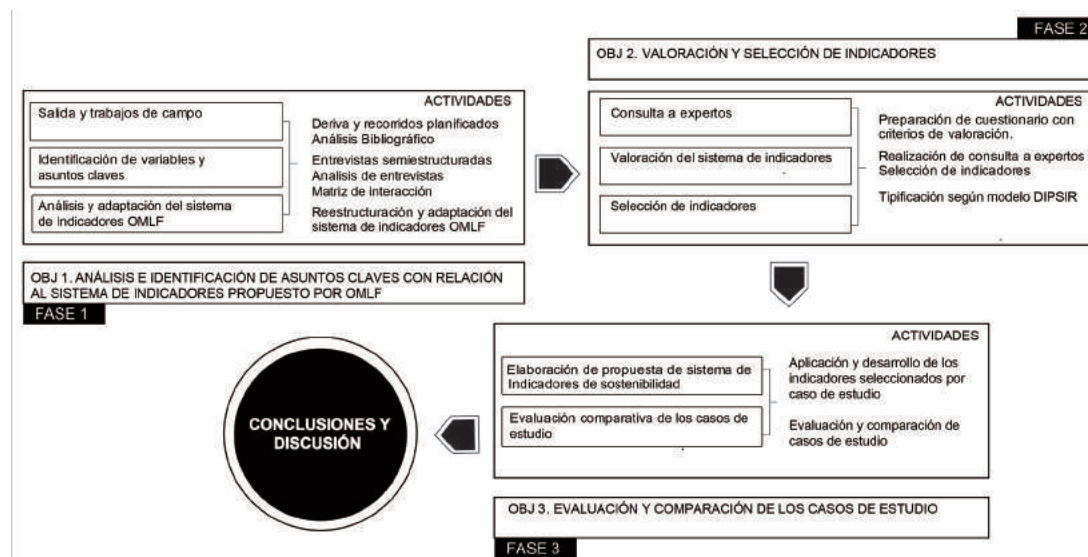 FASE 2
OBJ 2. VALORACIÓN Y SELECCIÓN DE INDICADORES
ACTIVIDADES
Salida y trabajos de campo
Identificación de variables y
asuntos claves
Análisis y adaptación del sistema
de Indicadores OMLF
Deriva y recorridos planificados
Análisis Bibliográfico
Entrevistas semiestructuradas
Analisis de entrevistas
Matriz de interacción
Reestructuración y adaptación del
sistema de indicadores OMLF
ACTIVIDADES
Consulta a expertos
Valoración del sistema de indicadores
Selección de indicadores
Preparación de cuestionario con
criterios de valoración.
Realización de consulta a expertos
Selección de indicadores
Tipificación según modelo DIPSIR
OBJ 1. ANÁLISIS E IDENTIFICACIÓN DE ASUNTOS CLAVES CON RELACIÓN
AL SISTEMA DE INDICADORES PROPUESTO POR OMLF
FASE 1
ACTIVIDADES
Elaboración de propuesta de sistema de
Indicadores de sostenibilidad
Evaluación comparativa de los casos de
estudio
Aplicación y desarrollo de los
indicadores seleccionados por
caso de estudio
Evaluación y comparación de
casos de estudio
CONCLUSIONES Y
DISCUSIÓN
OBJ 3. EVALUACIÓN Y COMPARACIÓN DE LOS CASOS DE ESTUDIO
FASE 3